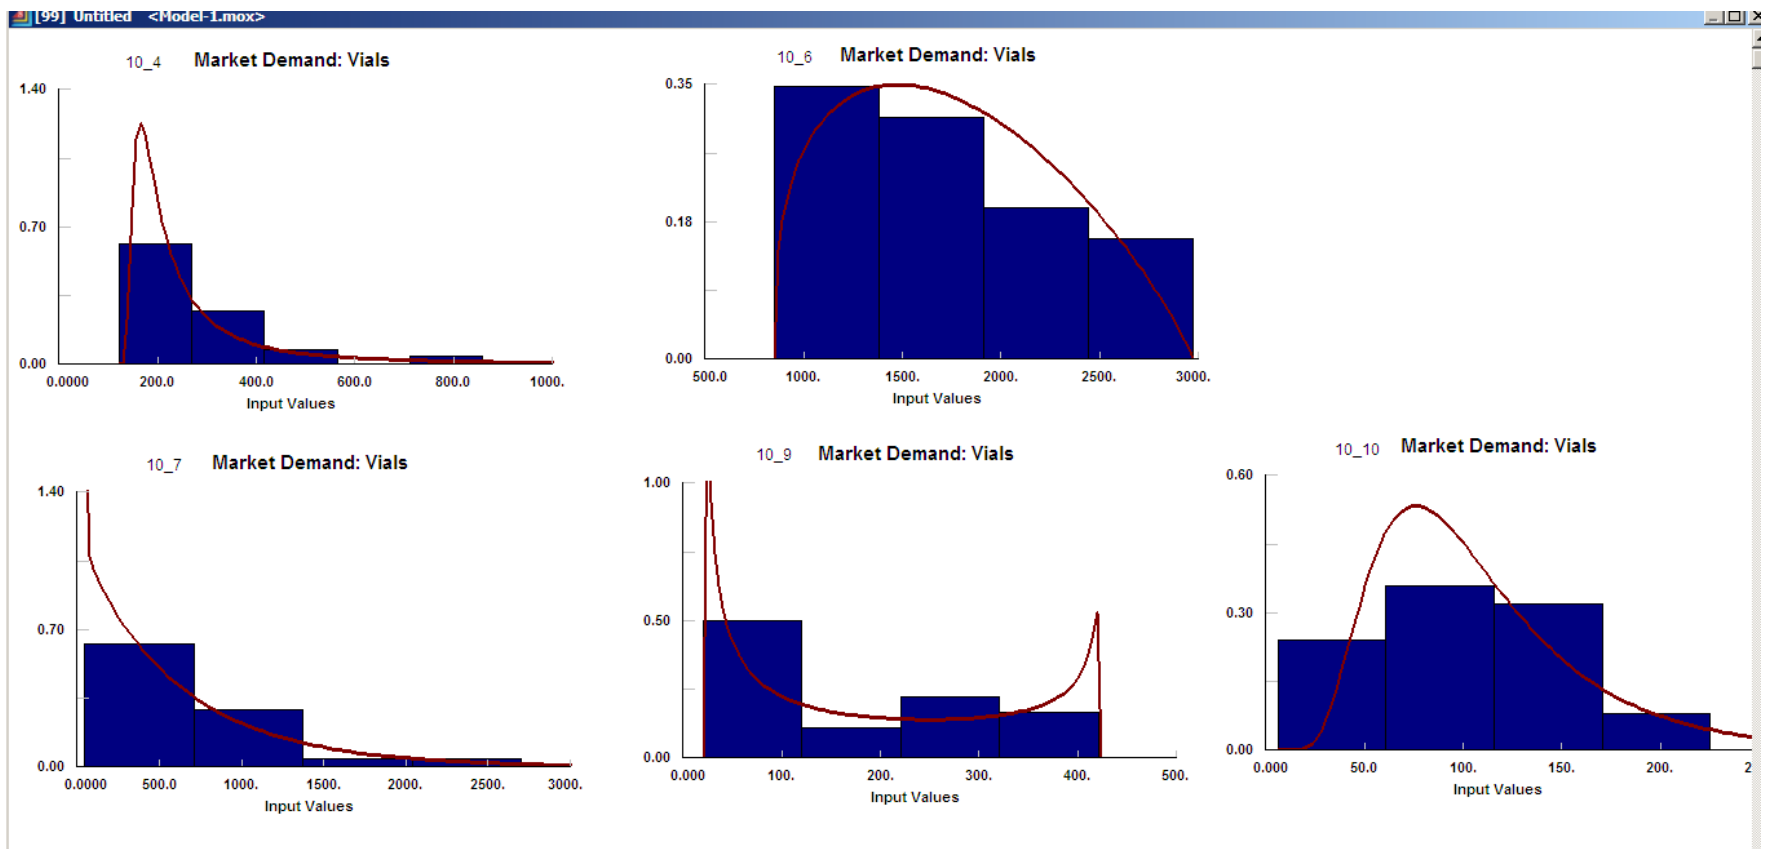 [99] Untitled <Model-1.mox>
10_4 Market Demand: Vials
1.40
0.70
0.00
0.0000 200.0 400.0 600.0 800.0 1000.
Input Values
10_6 Market Demand: Vials
0.35
0.18
0.00
500.0 1000. 1500. 2000. 2500. 3000.
Input Values
10_7 Market Demand: Vials
1.40
0.70
0.00
0.0000 500.0 1000. 1500. 2000. 2500. 3000.
Input Values
10_9 Market Demand: Vials
1.00
0.50
0.00
0.000 100. 200. 300. 400. 500.
Input Values
10_10 Market Demand: Vials
0.60
0.30
0.00
0.000 50.0 100. 150. 200.
Input Values